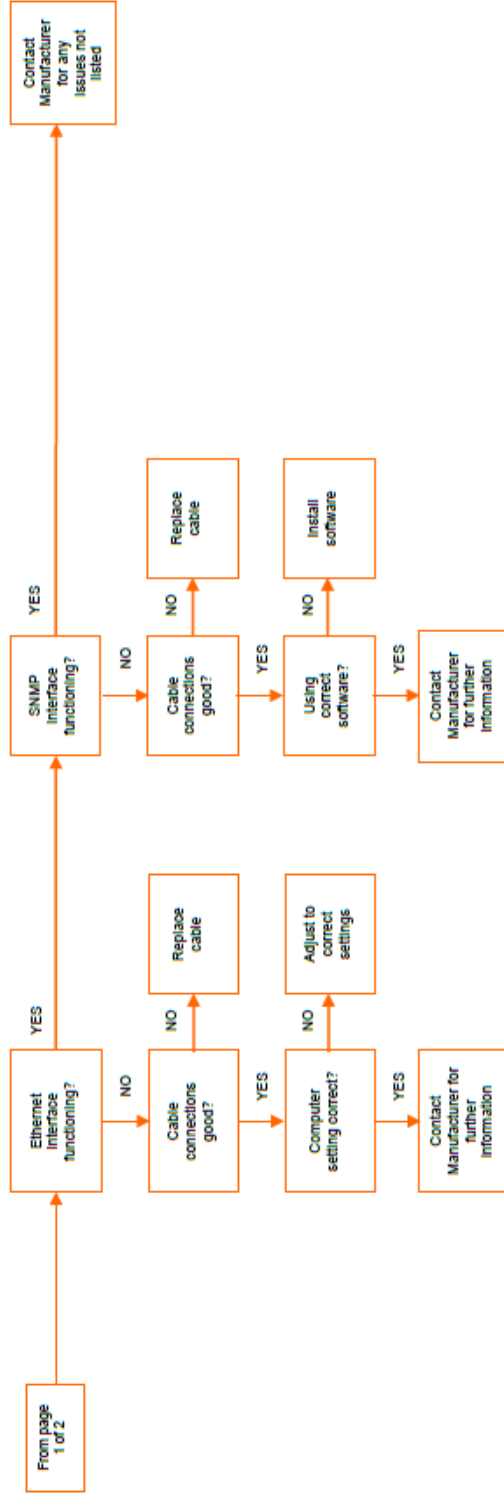 From page
1 of 2
Ethernet
Interface
functioning?
YES
SNMP
Interface
functioning?
YES
Contact
Manufacturer
for any
Issues not
listed
NO
NO
Cable
connections
good?
NO
Replace
cable
Cable
connections
good?
NO
Replace
cable
YES
YES
Computer
setting correct?
NO
Adjust to
correct
settings
Using
correct
software?
NO
Install
software
YES
YES
Contact
Manufacturer for
further
Information
Contact
Manufacturer
for further
Information